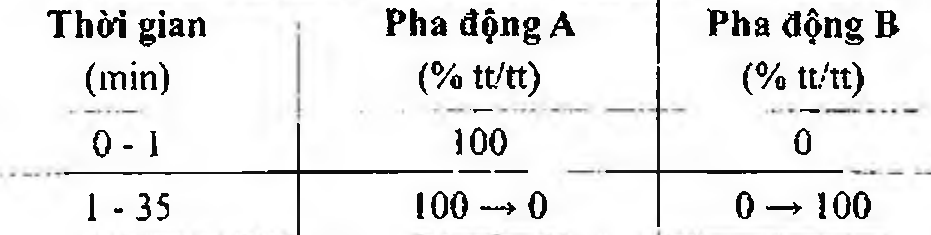 Thời gian Pha động A Pha động B
(min) (% tt/tt) (% tt/tt)
0 - 1 100 0
1 - 35 100 → 0 0 → 100